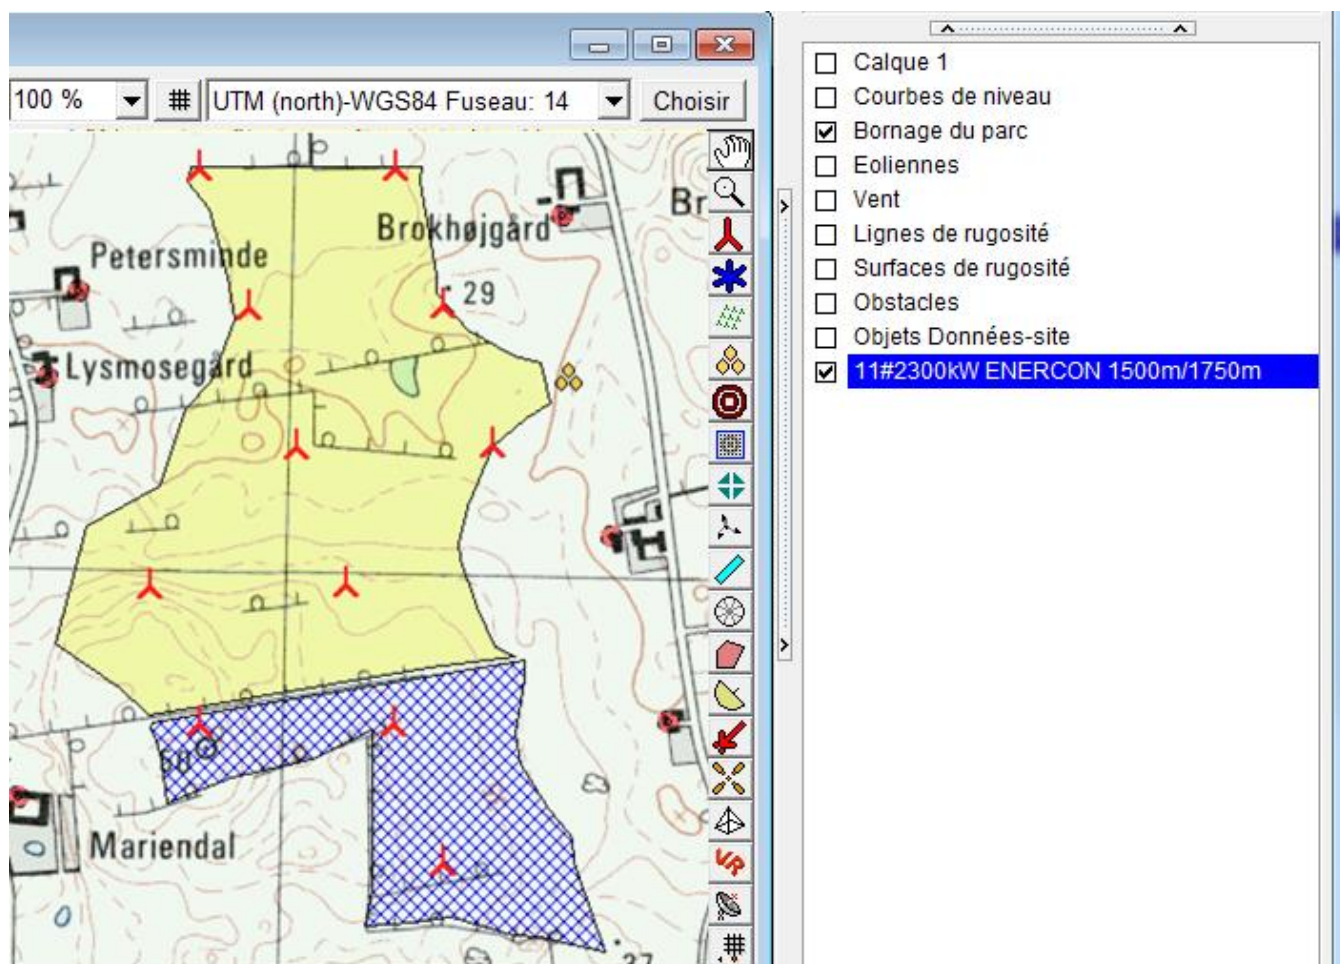 100 %
UTM (north)-WGS84 Fuseau: 14
Choisir
Calque 1
Courbes de niveau
Bornage du parc
Eoliennes
Vent
Lignes de rugosité
Surfaces de rugosité
Obstacles
Objets Données-site
11#2300kW ENERCON 1500m/1750m
Br
Brokhøjgård
Petersminde
29
Lysmosegård
Mariendal